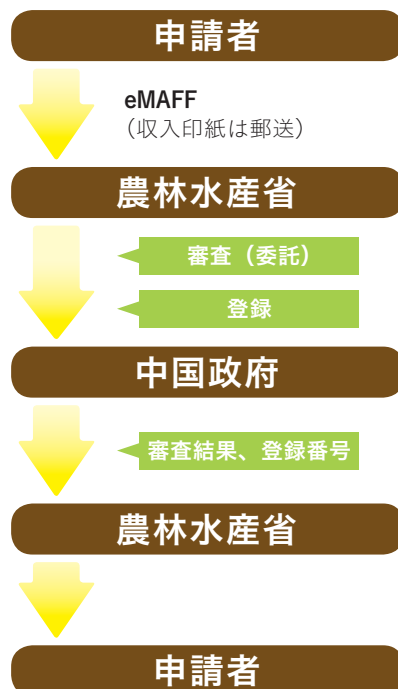 申請者
eMAFF
（収入印紙は郵送）
農林水産省
審査（委託）
登録
中国政府
審査結果、登録番号
農林水産省
申請者